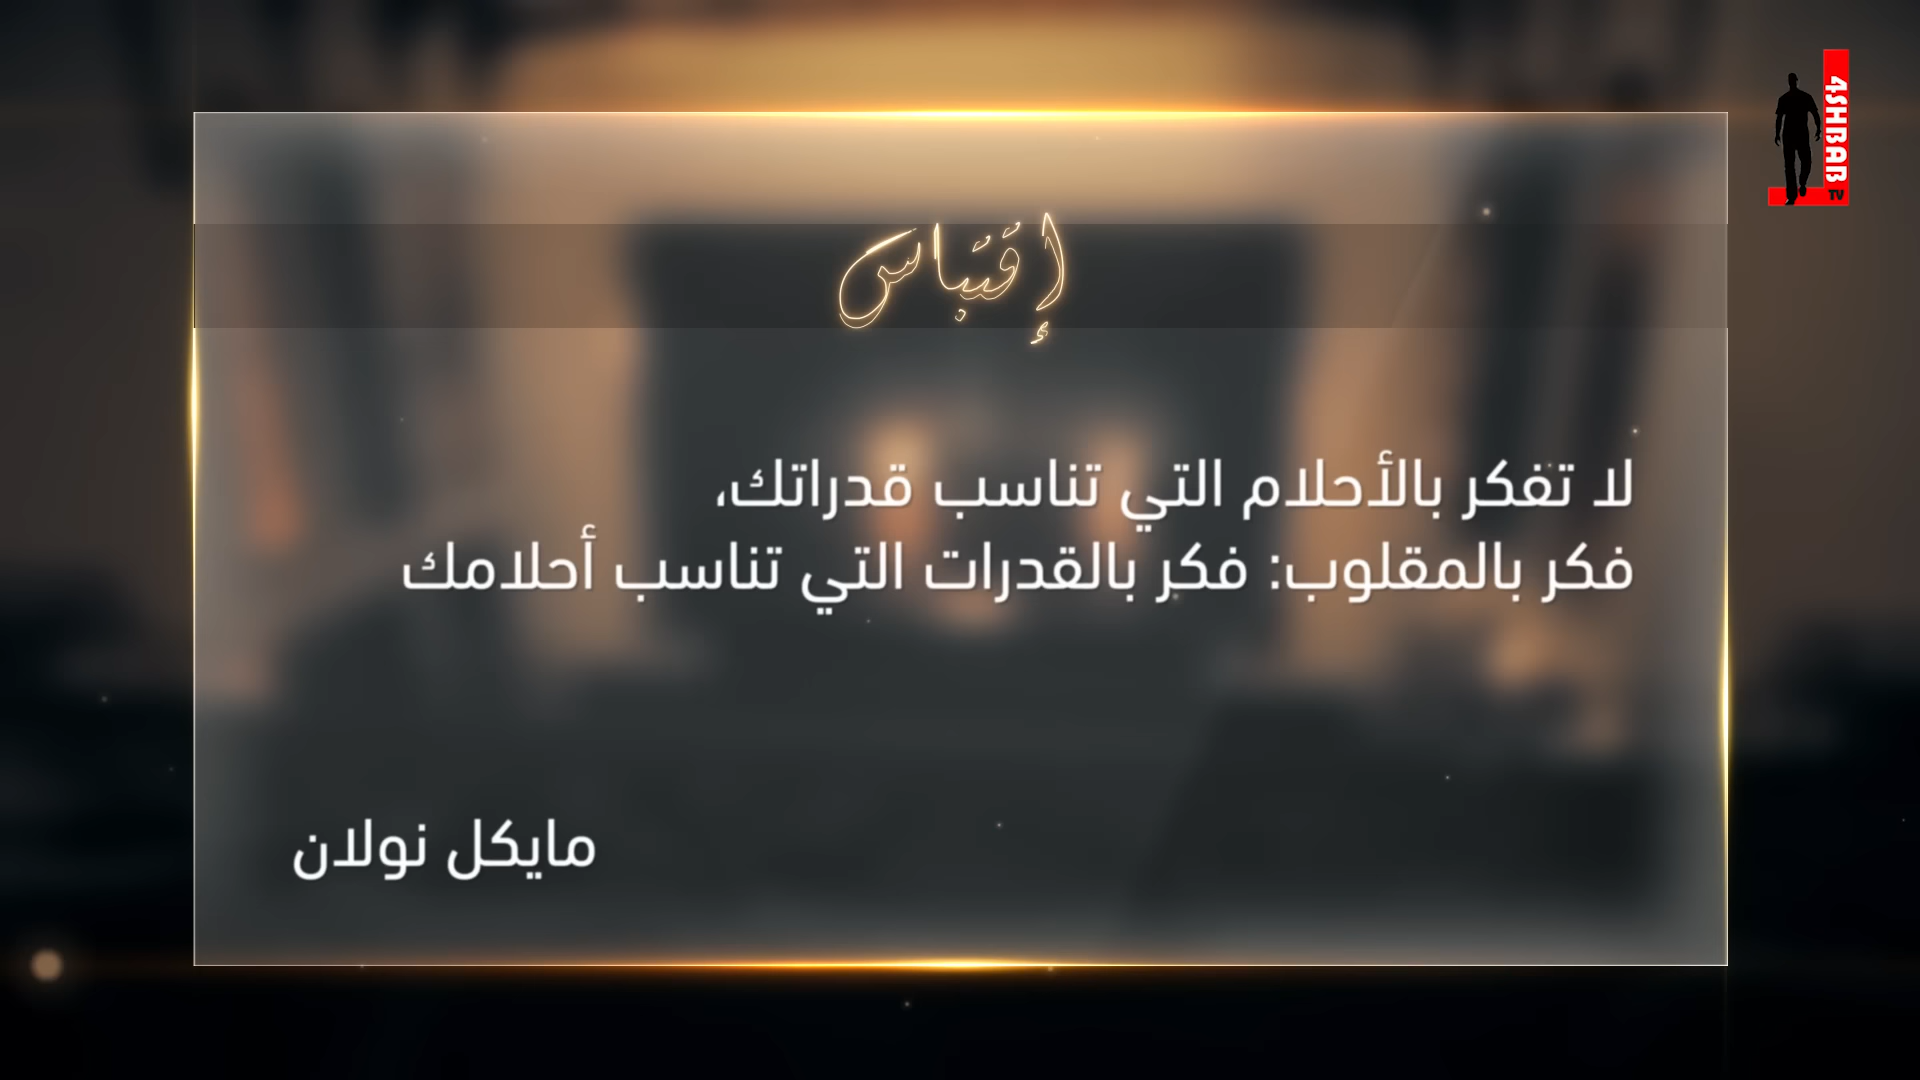 إقتباس
لا تفكر بالأحلام التي تناسب قدراتك،
فكر بالمقلوب: فكر بالقدرات التي تناسب أحلامك
مايكل نولان
4SHBAB
TV